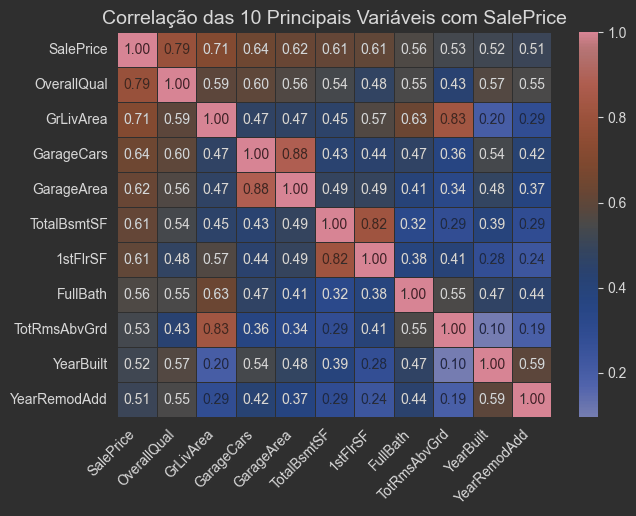 Correlação das 10 Principais Variáveis com SalePrice
SalePrice 1.00 0.79 0.71 0.64 0.62 0.61 0.61 0.56 0.53 0.52 0.51
OverallQual 0.79 1.00 0.59 0.60 0.56 0.54 0.48 0.55 0.43 0.57 0.55
GrLivArea 0.71 0.59 1.00 0.47 0.47 0.45 0.57 0.63 0.83 0.20 0.29
GarageCars 0.64 0.60 0.47 1.00 0.88 0.43 0.44 0.47 0.36 0.54 0.42
GarageArea 0.62 0.56 0.47 0.88 1.00 0.49 0.49 0.41 0.34 0.48 0.37
TotalBsmtSF 0.61 0.54 0.45 0.43 0.49 1.00 0.82 0.32 0.29 0.39 0.29
1stFlrSF 0.61 0.48 0.57 0.44 0.49 0.82 1.00 0.38 0.41 0.28 0.24
FullBath 0.56 0.55 0.63 0.47 0.41 0.32 0.38 1.00 0.55 0.47 0.44
TotRmsAbvGrd 0.53 0.43 0.83 0.36 0.34 0.29 0.41 0.55 1.00 0.10 0.19
YearBuilt 0.52 0.57 0.20 0.54 0.48 0.39 0.28 0.47 0.10 1.00 0.59
YearRemodAdd 0.51 0.55 0.29 0.42 0.37 0.29 0.24 0.44 0.19 0.59 1.00
SalePrice OverallQual GrLivArea GarageCars GarageArea TotalBsmtSF 1stFlrSF FullBath TotRmsAbvGrd YearBuilt YearRemodAdd
1.0
0.8
0.6
0.4
0.2